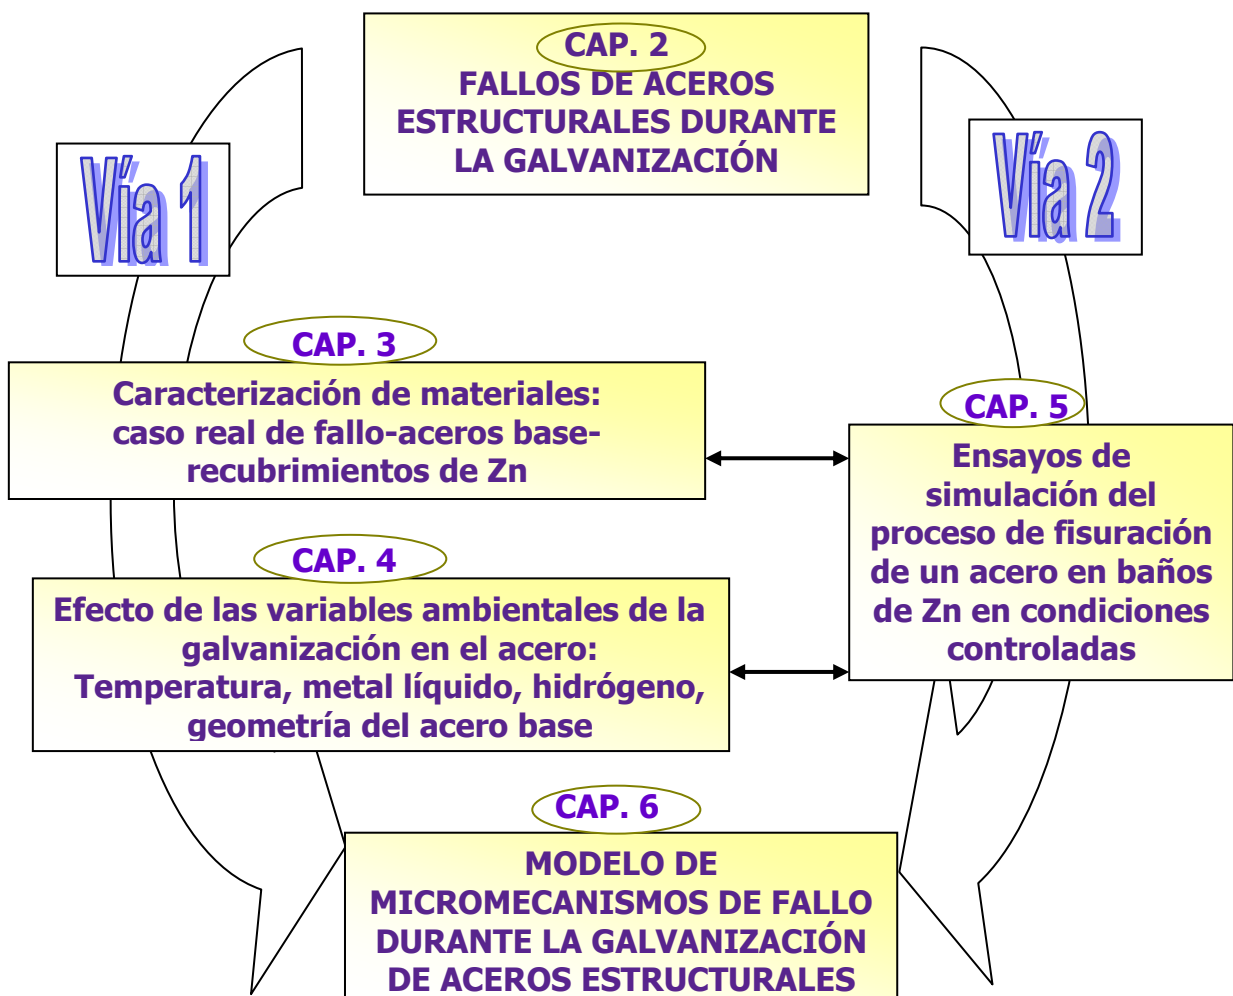 CAP. 2
FALLOS DE ACEROS
ESTRUCTURALES DURANTE
LA GALVANIZACIÓN
Vía 1
Vía 2
CAP. 3
Caracterización de materiales:
caso real de fallo-aceros base-
recubrimientos de Zn
CAP. 5
Ensayos de
simulación del
proceso de fisuración
de un acero en baños
de Zn en condiciones
controladas
CAP. 4
Efecto de las variables ambientales de la
galvanización en el acero:
Temperatura, metal líquido, hidrógeno,
geometría del acero base
CAP. 6
MODELO DE
MICROMECANISMOS DE FALLO
DURANTE LA GALVANIZACIÓN
DE ACEROS ESTRUCTURALES